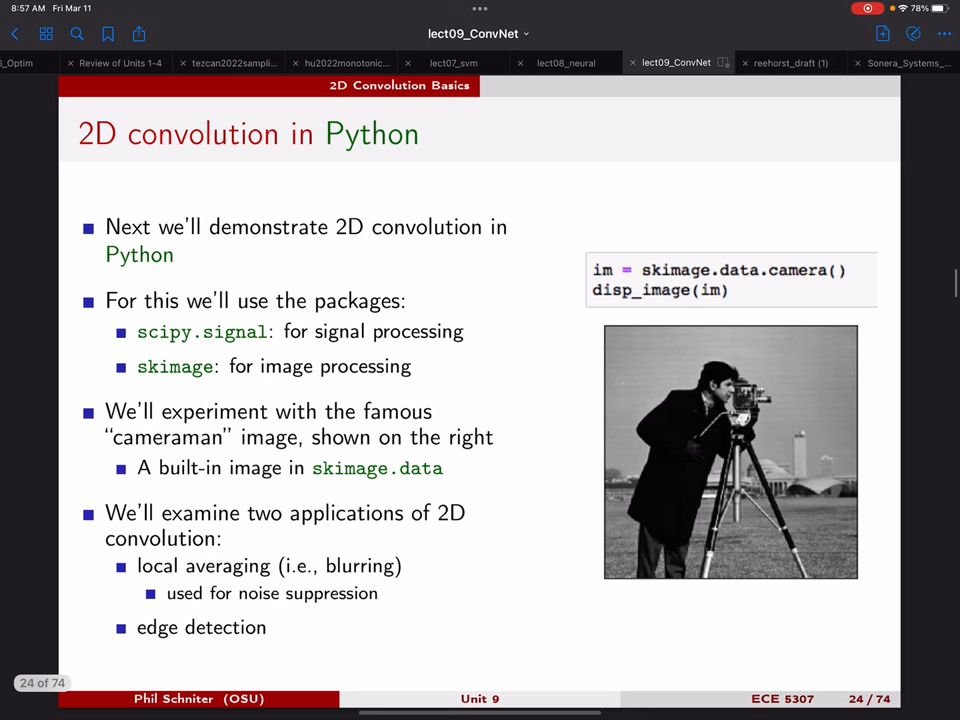 8:57 AM Fri Mar 11
78%
lect09_ConvNet
6_Optim
Review of Units 1-4
tezcan2022sampli...
hu2022monotonic...
lect07_svm
lect08_neural
lect09_ConvNet
reehorst_draft (1)
Sonera_Systems_...
2D Convolution Basics
2D convolution in Python
Next we'll demonstrate 2D convolution in
Python
For this we'll use the packages:
scipy.signal: for signal processing
skimage: for image processing
We'll experiment with the famous
"cameraman" image, shown on the right
A built-in image in skimage.data
We'll examine two applications of 2D
convolution:
local averaging (i.e., blurring)
used for noise suppression
edge detection
im = skimage.data.camera()
disp_image(im)
24 of 74
Phil Schniter (OSU)
Unit 9
ECE 5307
24 / 74